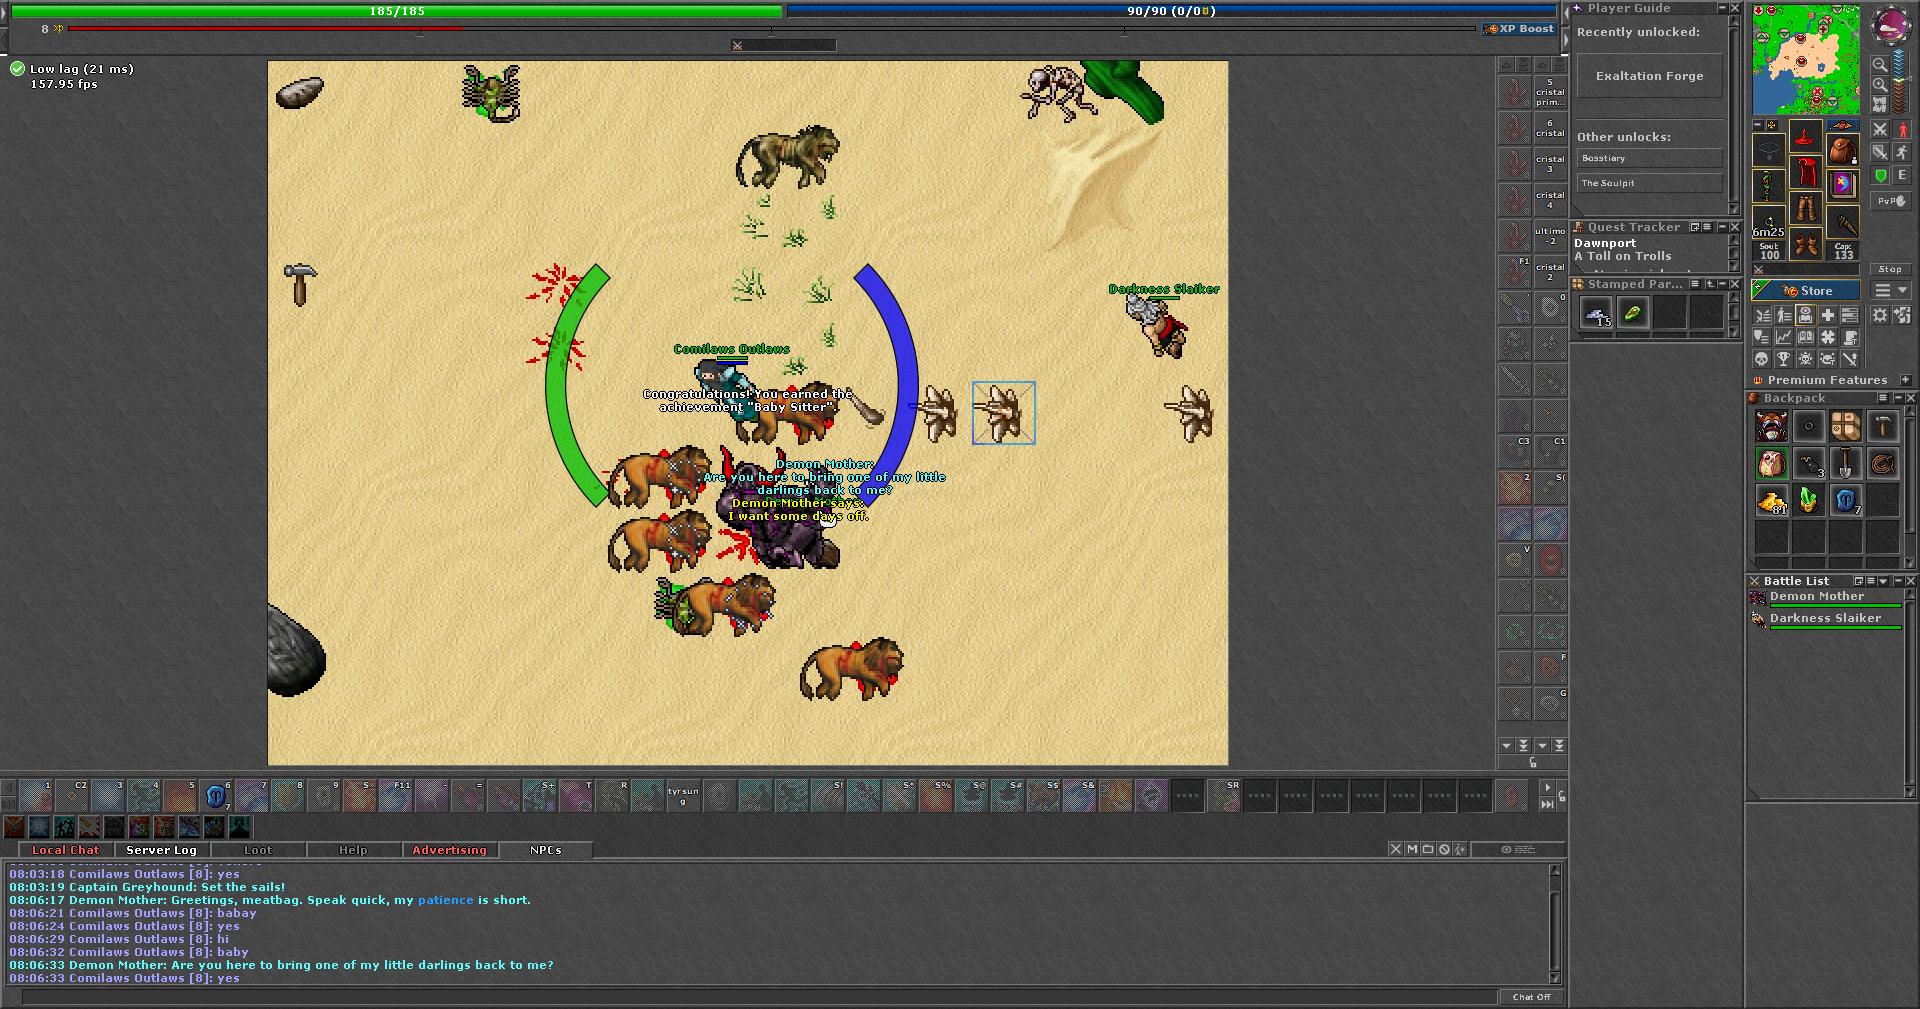 185/185
90/90 (0/0)
8 xp
XP Boost
Low lag (21 ms)
157.95 fps
Darkness Slaiker
Comilaws Outlaws
Congratulations! You earned the
achievement "Baby Sitter".
Demon Mother:
Are you here to bring one of my little
darlings back to me?
Demon Mother says:
I want some days off.
5
cristal
prim...
6
cristal
cristal
3
cristal
4
ultimo
-2
F1
cristal
2
0
C3
C1
2
S(
V
F
G
Player Guide
Recently unlocked:
Exaltation Forge
Other unlocks:
Bosstiary
The Soulpit
Quest Tracker
Dawnport
A Toll on Trolls
Stamped Par...
15
6m25
Soul:
100
Cap:
133
E
PvP
Stop
Store
Premium Features
Backpack
3
81
7
Battle List
Demon Mother
Darkness Slaiker
1
C2
3
4
5
6
7
7
8
9
S-
F11
-
=
S+
T
R
tyrsun
g
S!
S*
S%
S@
S#
S$
S&
SR
Local Chat
Server Log
Loot
Help
Advertising
NPCs
08:03:18 Comilaws Outlaws [8]: yes
08:03:19 Captain Greyhound: Set the sails!
08:06:17 Demon Mother: Greetings, meatbag. Speak quick, my patience is short.
08:06:21 Comilaws Outlaws [8]: babay
08:06:24 Comilaws Outlaws [8]: yes
08:06:29 Comilaws Outlaws [8]: hi
08:06:32 Comilaws Outlaws [8]: baby
08:06:33 Demon Mother: Are you here to bring one of my little darlings back to me?
08:06:33 Comilaws Outlaws [8]: yes
Chat Off